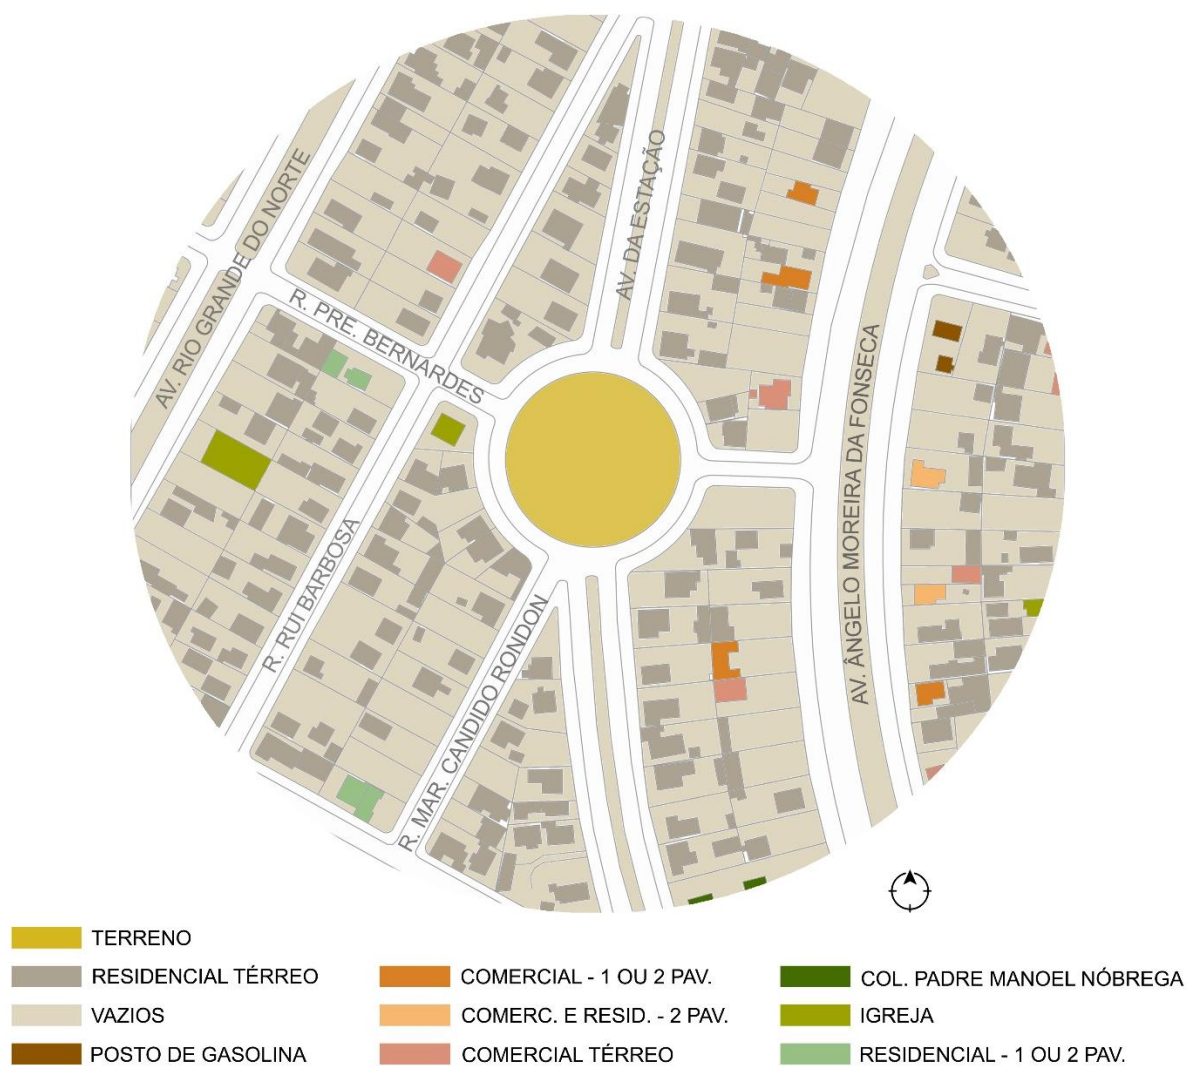 AV. RIO GRANDE DO NORTE
R. PRE. BERNARDES
AV. DA ESTAÇÃO
AV. ÂNGELO MOREIRA DA FONSECA
R. RUI BARBOSA
R. MAR. CANDIDO RONDON
TERRENO
RESIDENCIAL TÉRREO
VAZIOS
POSTO DE GASOLINA
COMERCIAL - 1 OU 2 PAV.
COMERC. E RESID. - 2 PAV.
COMERCIAL TÉRREO
COL. PADRE MANOEL NÓBREGA
IGREJA
RESIDENCIAL - 1 OU 2 PAV.